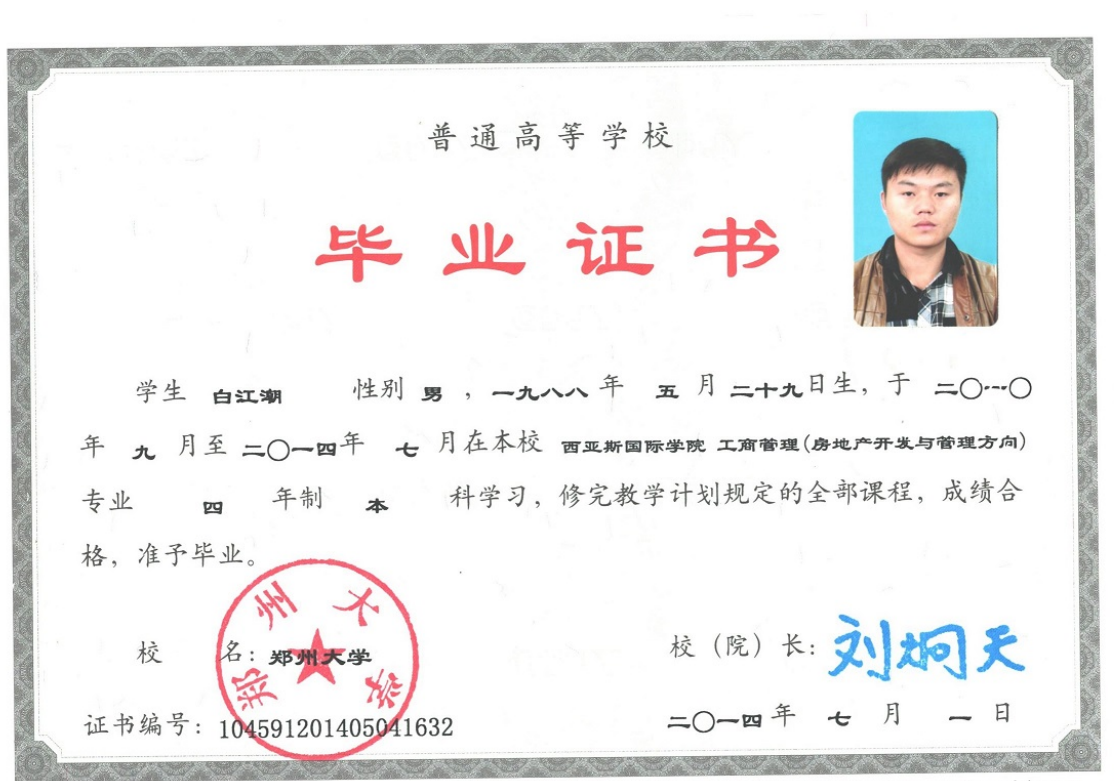 普通高等学校
毕业证书
学生 白江潮 性别 男 ，一九八八 年 五 月 二十九日生，于 二〇一〇
年 九 月至 二〇一四年 七 月在本校 西亚斯国际学院 工商管理(房地产开发与管理方向)
专业 四 年制 本 科学习，修完教学计划规定的全部课程，成绩合
格，准予毕业。
郑州大学
校 名：郑州大学
校（院）长：刘炯天
证书编号：104591201405041632
二〇一四年 七 月 一 日